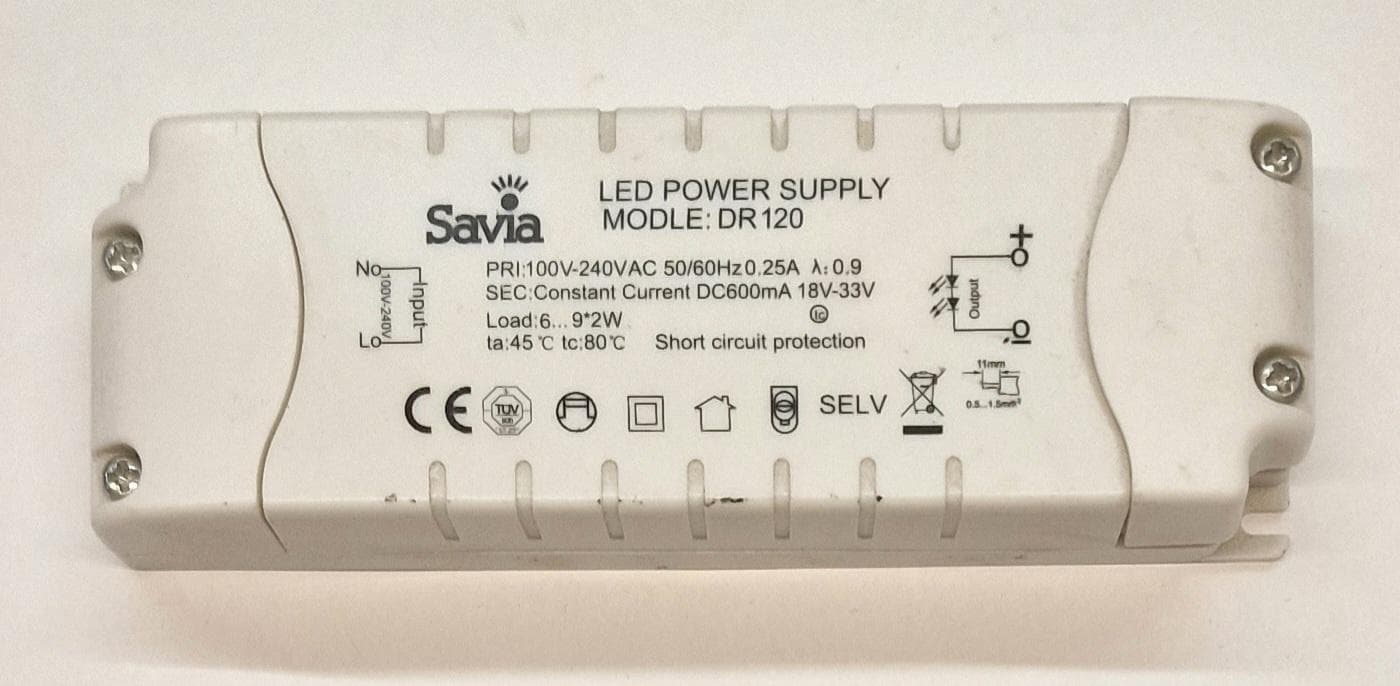 Savia
LED POWER SUPPLY
MODLE: DR120
PRI:100V-240VAC 50/60Hz 0.25A λ: 0.9
SEC:Constant Current DC600mA 18V-33V
Load:6... 9*2W
tc
ta:45℃ tc:80℃ Short circuit protection
N
100V-240V
Input
L
+
Output
-
CE
TÜV
SELV
11mm
0.5...1.5mm²